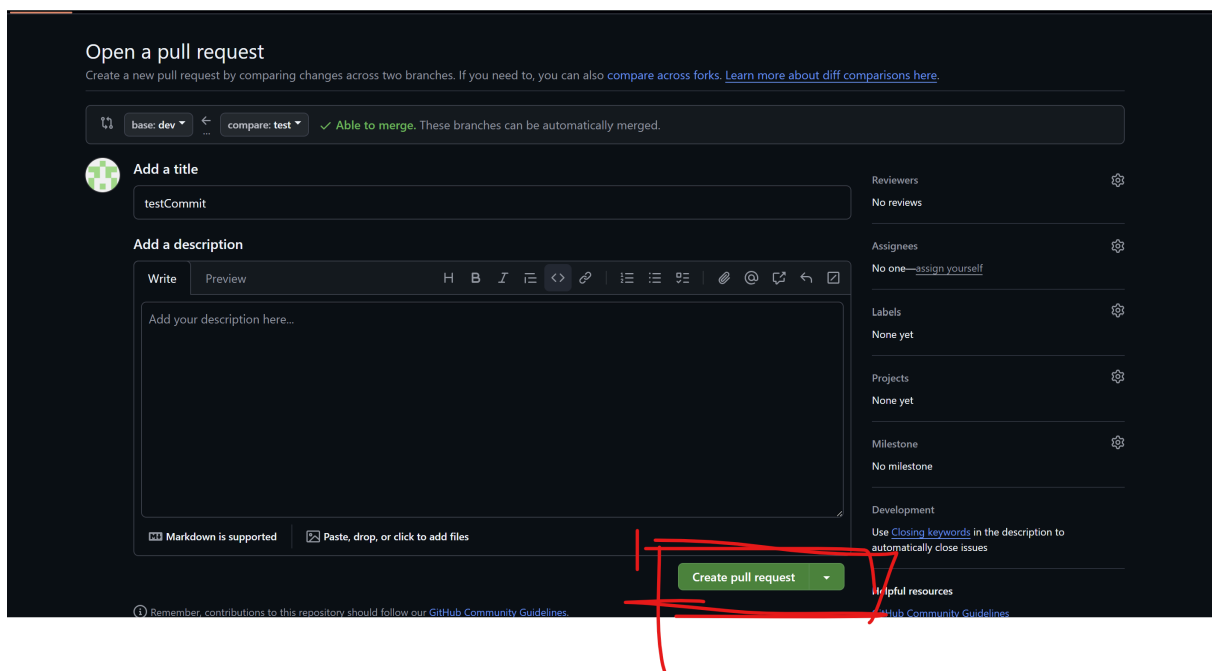 Open a pull request
Create a new pull request by comparing changes across two branches. If you need to, you can also compare across forks. Learn more about diff comparisons here.
base: dev
...
compare: test
Able to merge. These branches can be automatically merged.
Add a title
testCommit
Add a description
Write
Preview
Add your description here...
Markdown is supported
Paste, drop, or click to add files
Create pull request
Remember, contributions to this repository should follow our GitHub Community Guidelines.
Reviewers
No reviews
Assignees
No one—assign yourself
Labels
None yet
Projects
None yet
Milestone
No milestone
Development
Use Closing keywords in the description to
automatically close issues
Helpful resources
GitHub Community Guidelines